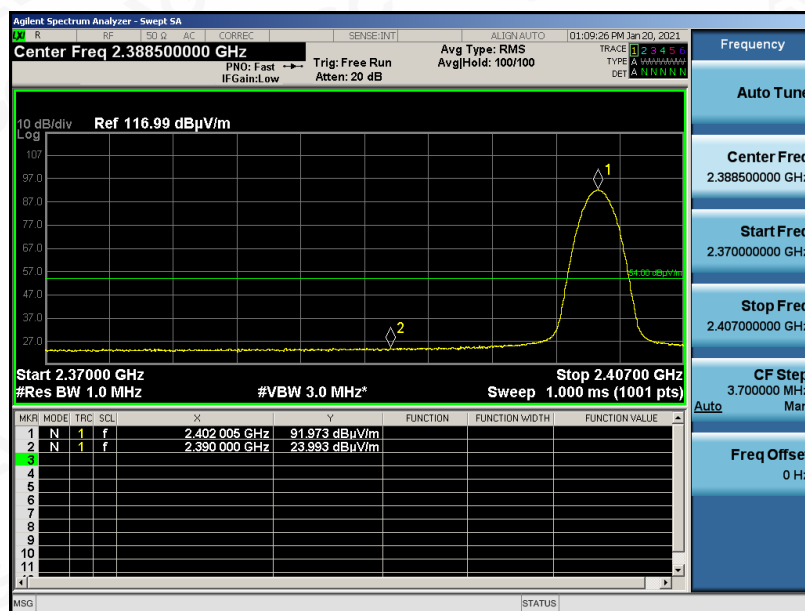 Agilent Spectrum Analyzer - Swept SA
LXI R RF 50 Ω AC CORREC SENSE:INT ALIGN AUTO 01:09:26 PM Jan 20, 2021
Center Freq 2.388500000 GHz
PNO: Fast
IFGain:Low
Trig: Free Run
Atten: 20 dB
Avg Type: RMS
Avg|Hold: 100/100
TRACE 1 2 3 4 5 6
TYPE A WWWWW
DET A N N N N N
10 dB/div Ref 116.99 dBµV/m
Log
107
97.0
87.0
77.0
67.0
57.0
47.0
37.0
27.0
1
54.00 dBµV/m
2
Start 2.37000 GHz Stop 2.40700 GHz
#Res BW 1.0 MHz #VBW 3.0 MHz* Sweep 1.000 ms (1001 pts)
MKR MODE TRC SCL X Y FUNCTION FUNCTION WIDTH FUNCTION VALUE
1 N 1 f 2.402 005 GHz 91.973 dBµV/m
2 N 1 f 2.390 000 GHz 23.993 dBµV/m
3
4
5
6
7
8
9
10
11
MSG STATUS
Frequency
Auto Tune
Center Freq
2.388500000 GHz
Start Freq
2.370000000 GHz
Stop Freq
2.407000000 GHz
CF Step
3.700000 MHz
Auto Man
Freq Offset
0 Hz